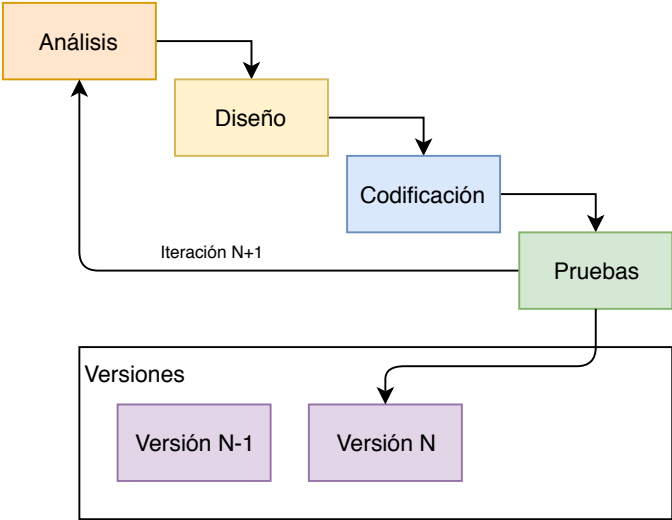 Análisis
Diseño
Codificación
Iteración N+1
Pruebas
Versiones
Versión N-1
Versión N